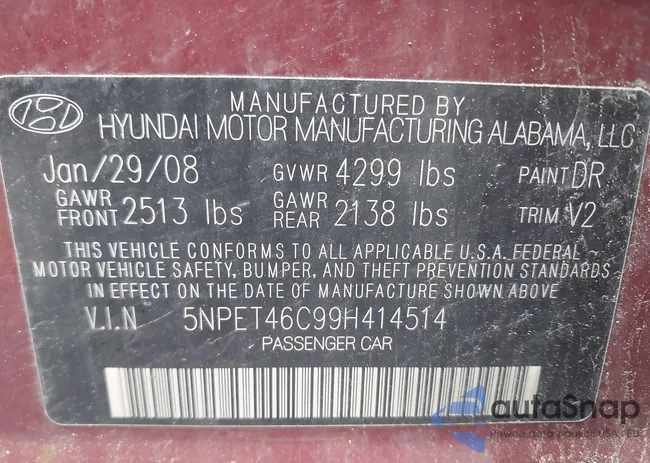 MANUFACTURED BY
HYUNDAI MOTOR MANUFACTURING ALABAMA, LLC
Jan/29/08 GVWR 4299 lbs PAINT DR
GAWR FRONT 2513 lbs GAWR REAR 2138 lbs TRIM V2
THIS VEHICLE CONFORMS TO ALL APPLICABLE U.S.A. FEDERAL
MOTOR VEHICLE SAFETY, BUMPER, AND THEFT PREVENTION STANDARDS
IN EFFECT ON THE DATE OF MANUFACTURE SHOWN ABOVE
V.I.N 5NPET46C99H414514
PASSENGER CAR
autoSnap